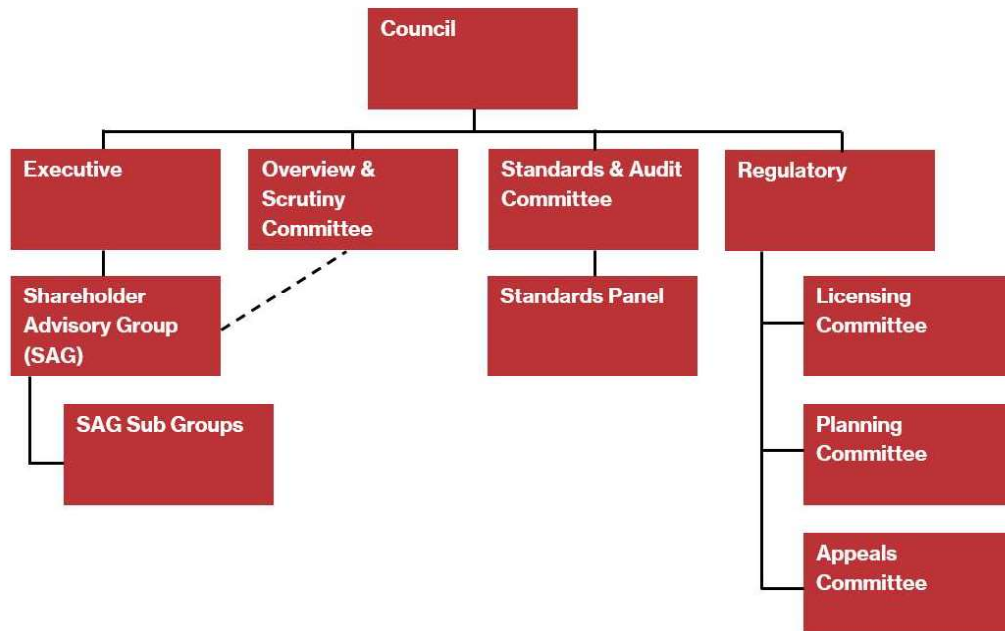 Council
Executive
Overview &
Scrutiny
Committee
Standards & Audit
Committee
Regulatory
Shareholder
Advisory Group
(SAG)
Standards Panel
Licensing
Committee
SAG Sub Groups
Planning
Committee
Appeals
Committee